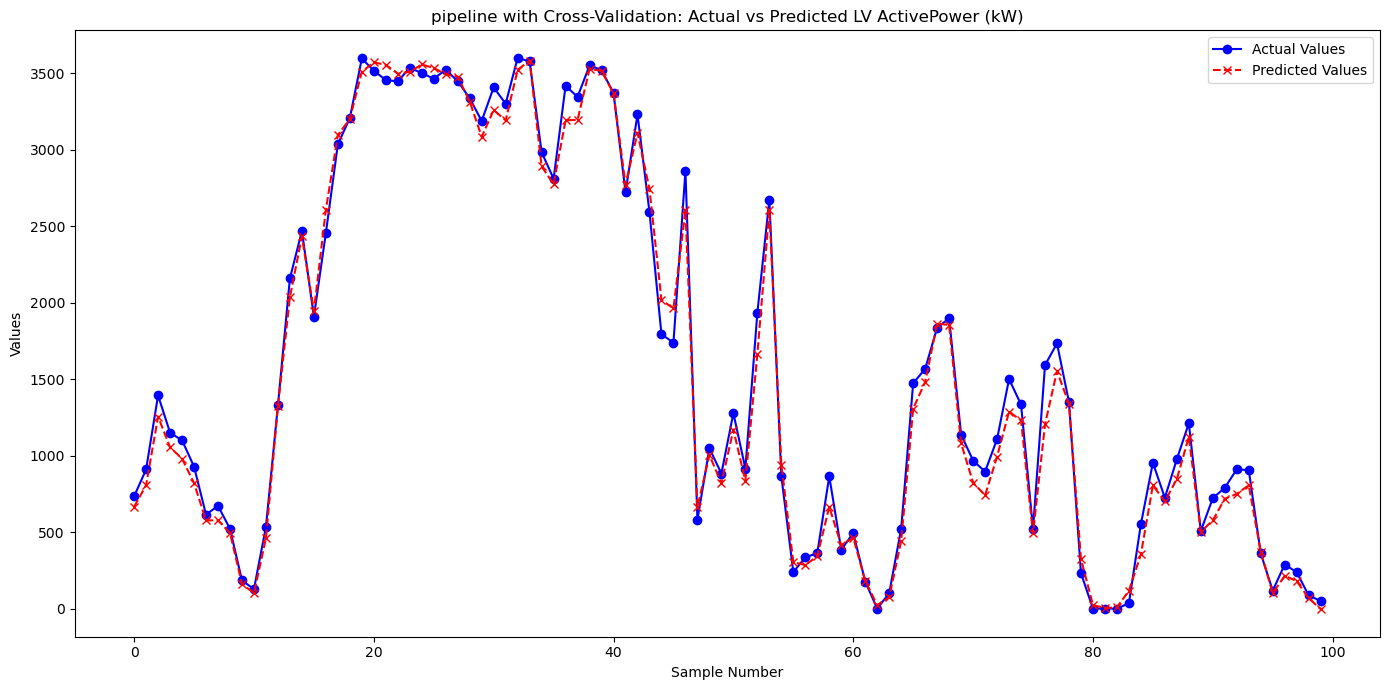 pipeline with Cross-Validation: Actual vs Predicted LV ActivePower (kW)
Actual Values
Predicted Values
Values
3500
3000
2500
2000
1500
1000
500
0
0 20 40 60 80 100
Sample Number